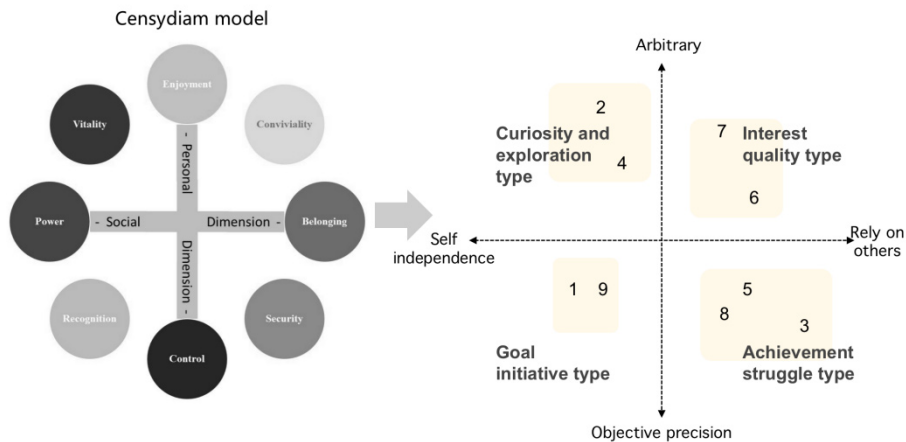 Censydiam model
Enjoyment
Vitality
Conviviality
- Personal
Power
- Social
Dimension -
Belonging
Dimension -
Recognition
Security
Control
Arbitrary
2
Curiosity and
exploration
type
4
7
Interest
quality type
6
Self
independence
Rely on
others
1 9
Goal
initiative type
5
8
3
Achievement
struggle type
Objective precision